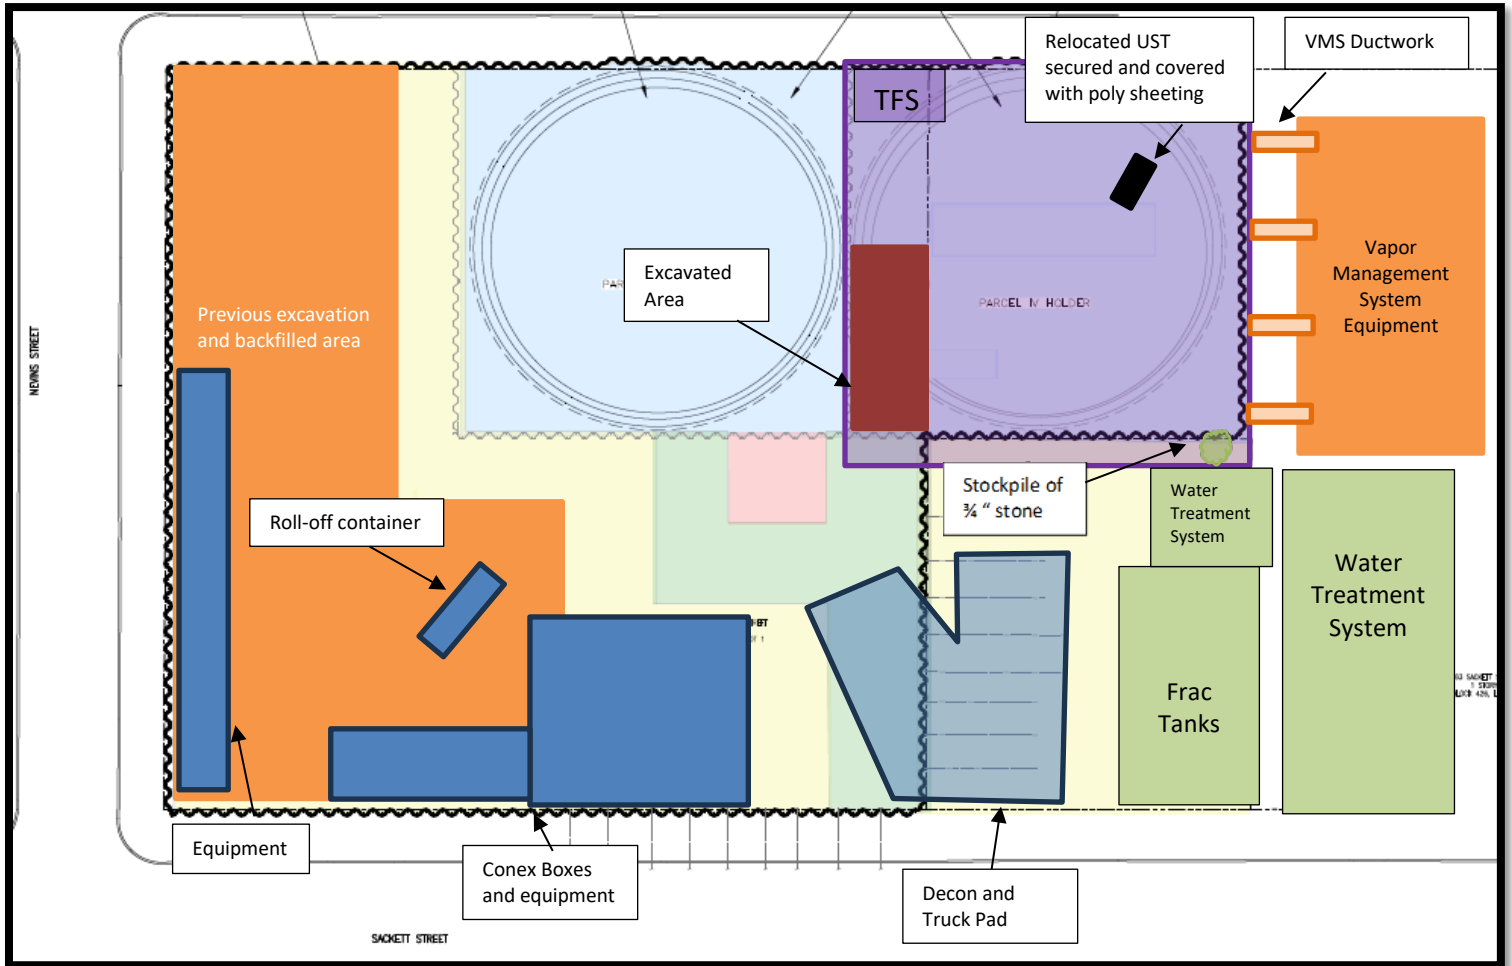 Relocated UST
secured and covered
with poly sheeting
VMS Ductwork
TFS
Vapor
Management
System
Equipment
Excavated
Area
PAR
PARCEL IV HOLDER
Previous excavation
and backfilled area
NEVINS STREET
Stockpile of
¾ “ stone
Water
Treatment
System
Roll-off container
Water
Treatment
System
Frac
Tanks
Equipment
Conex Boxes
and equipment
Decon and
Truck Pad
SACKETT STREET